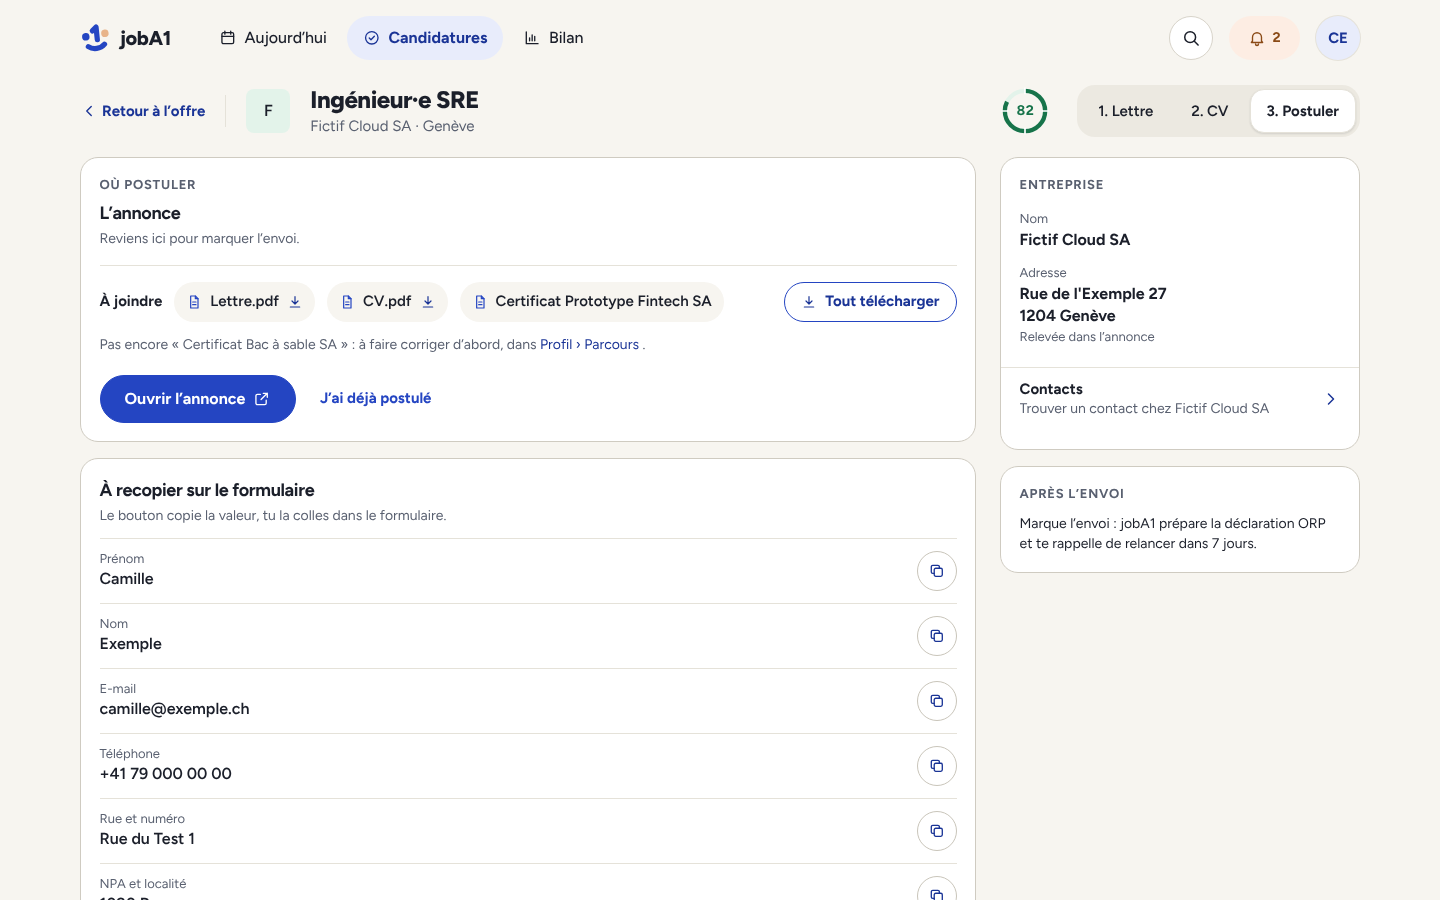 jobA1
Aujourd’hui
Candidatures
Bilan
2
CE
Retour à l’offre
F
Ingénieur·e SRE
Fictif Cloud SA · Genève
82
1. Lettre
2. CV
3. Postuler
OÙ POSTULER
L’annonce
Reviens ici pour marquer l’envoi.
À joindre
Lettre.pdf
CV.pdf
Certificat Prototype Fintech SA
Tout télécharger
Pas encore « Certificat Bac à sable SA » : à faire corriger d’abord, dans Profil › Parcours .
Ouvrir l’annonce
J’ai déjà postulé
À recopier sur le formulaire
Le bouton copie la valeur, tu la colles dans le formulaire.
Prénom
Camille
Nom
Exemple
E-mail
camille@exemple.ch
Téléphone
+41 79 000 00 00
Rue et numéro
Rue du Test 1
NPA et localité
ENTREPRISE
Nom
Fictif Cloud SA
Adresse
Rue de l'Exemple 27
1204 Genève
Relevée dans l’annonce
Contacts
Trouver un contact chez Fictif Cloud SA
APRÈS L’ENVOI
Marque l’envoi : jobA1 prépare la déclaration ORP
et te rappelle de relancer dans 7 jours.